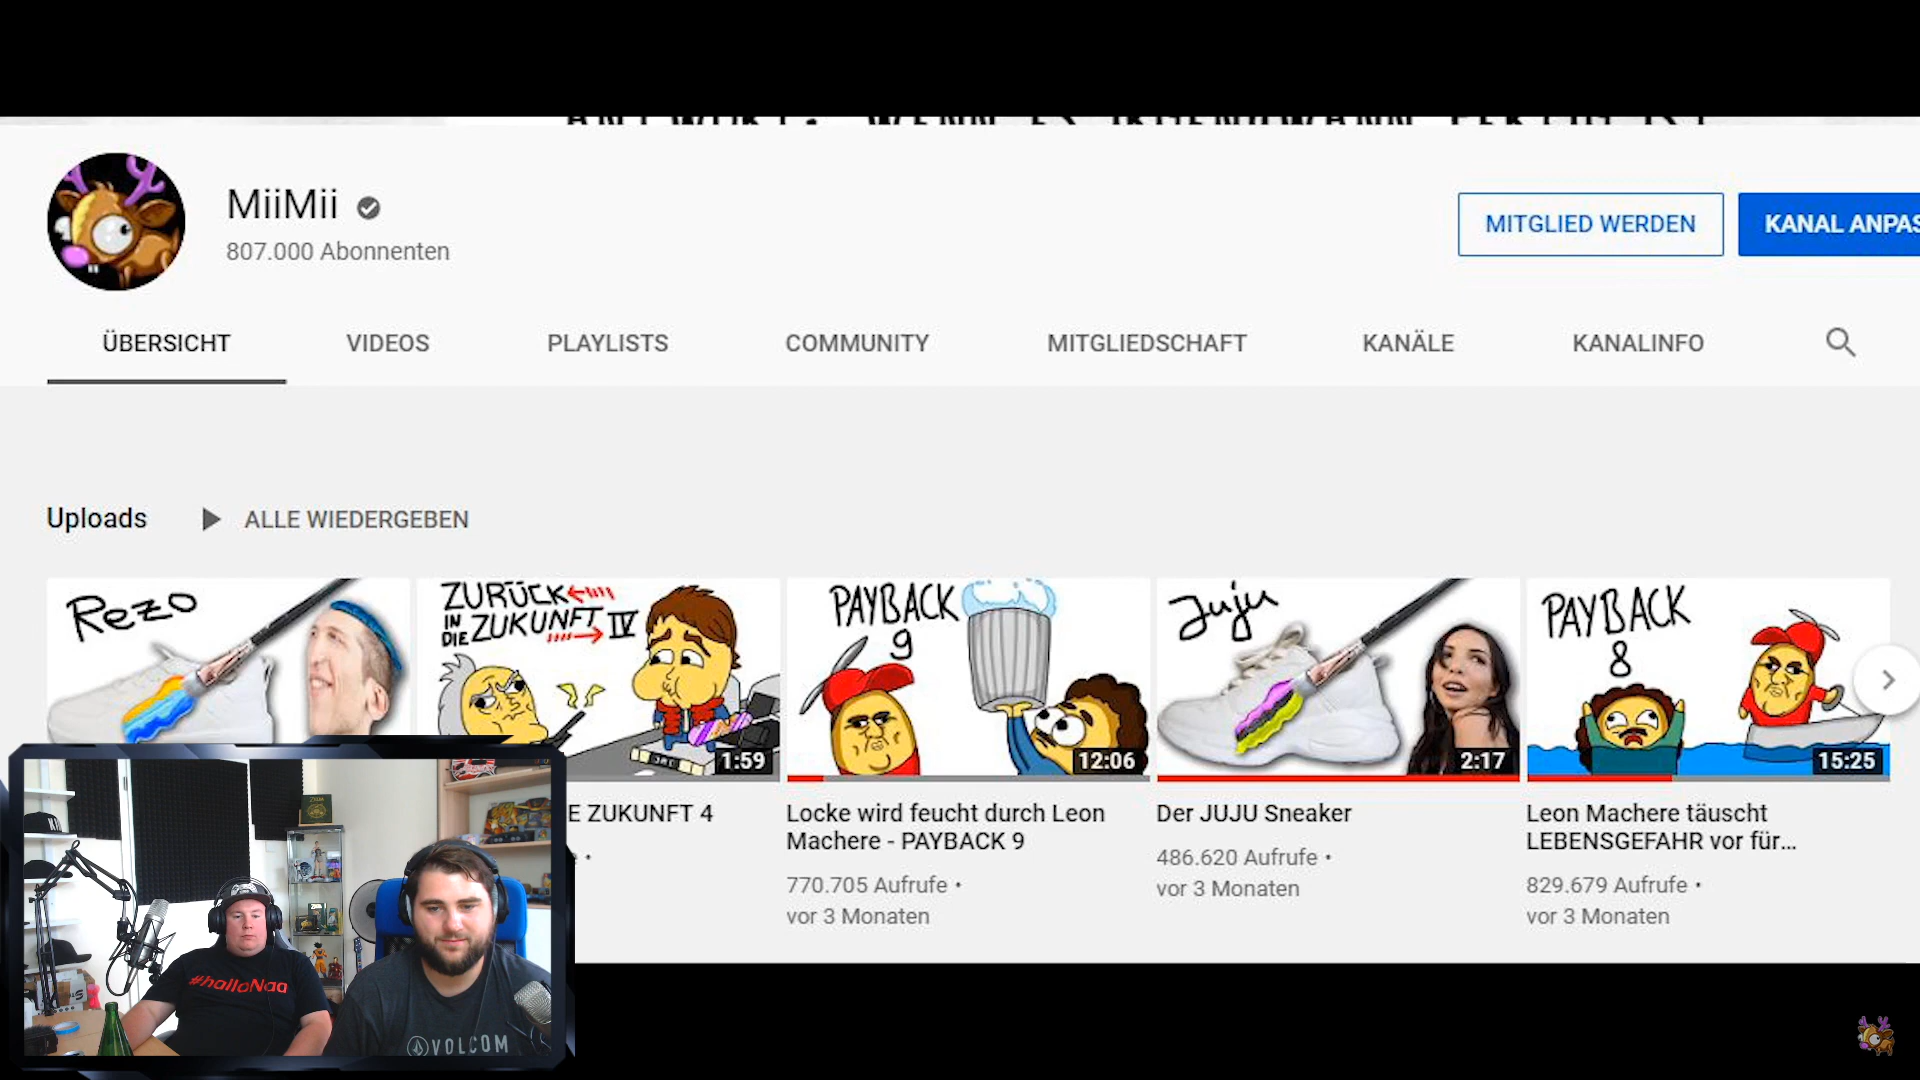 MiiMii
807.000 Abonnenten
MITGLIED WERDEN
KANAL ANPAS
ÜBERSICHT
VIDEOS
PLAYLISTS
COMMUNITY
MITGLIEDSCHAFT
KANÄLE
KANALINFO
Uploads
ALLE WIEDERGEBEN
Rezo
ZURÜCK
IN
DIE ZUKUNFT IV
1:59
PAYBACK
9
12:06
Juju
2:17
PAYBACK
8
15:25
E ZUKUNFT 4
Locke wird feucht durch Leon
Machere - PAYBACK 9
770.705 Aufrufe •
vor 3 Monaten
Der JUJU Sneaker
486.620 Aufrufe •
vor 3 Monaten
Leon Machere täuscht
LEBENSGEFAHR vor für...
829.679 Aufrufe •
vor 3 Monaten
#halloNaa
VOLCOM